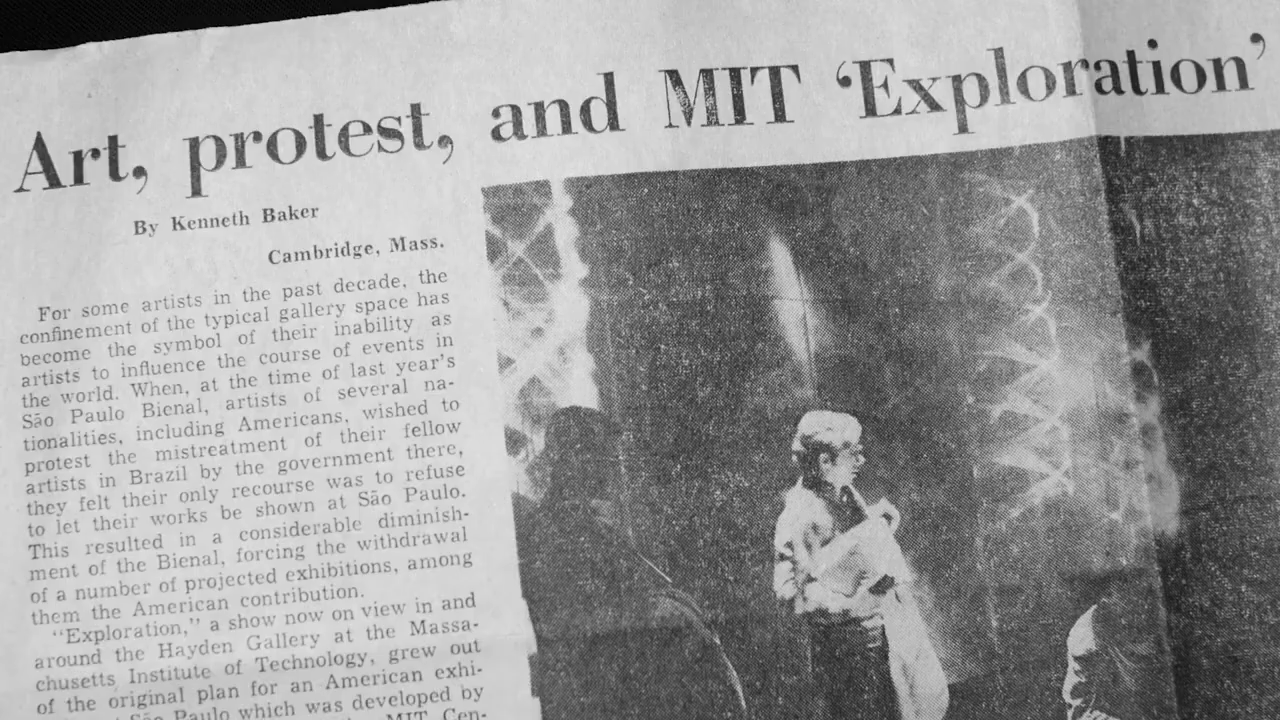 Art, protest, and MIT ‘Exploration’
By Kenneth Baker
Cambridge, Mass.
For some artists in the past decade, the
confinement of the typical gallery space has
become the symbol of their inability as
artists to influence the course of events in
the world. When, at the time of last year's
São Paulo Bienal, artists of several na-
tionalities, including Americans, wished to
protest the mistreatment of their fellow
artists in Brazil by the government there,
they felt their only recourse was to refuse
to let their works be shown at São Paulo.
This resulted in a considerable diminish-
ment of the Bienal, forcing the withdrawal
of a number of projected exhibitions, among
them the American contribution.
"Exploration," a show now on view in and
around the Hayden Gallery at the Massa-
chusetts Institute of Technology, grew out
of the original plan for an American exhi-
São Paulo which was developed by
MIT Cen-